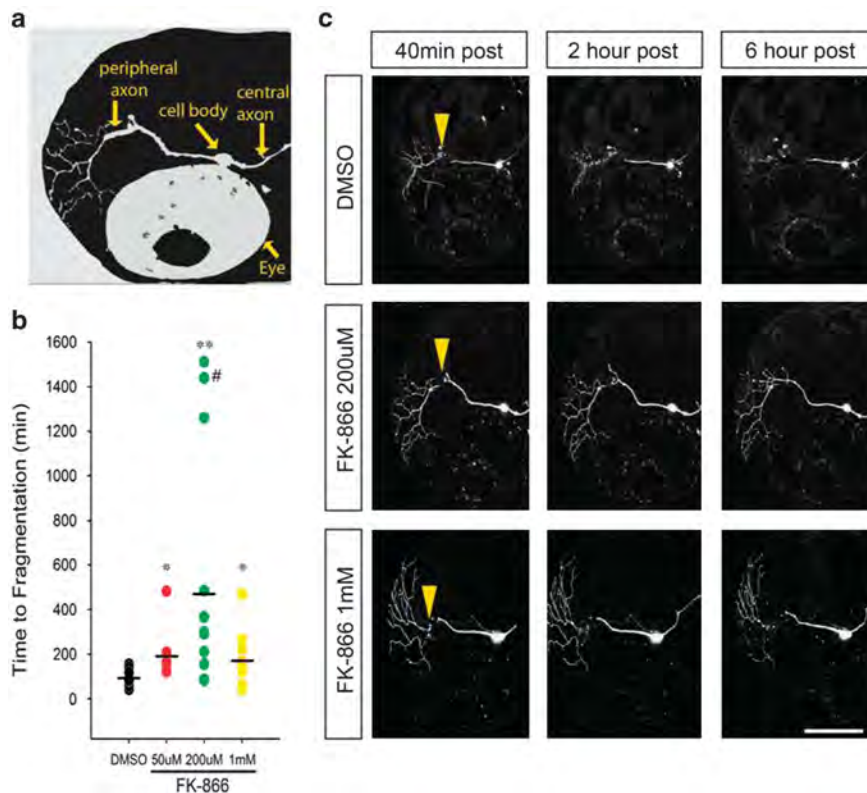 a
peripheral
axon
cell body
central
axon
Eye
b
Time to Fragmentation (min)
1600
1400
1200
1000
800
600
400
200
0
**
#
*
*
DMSO 50uM 200uM 1mM
FK-866
c
40min post 2 hour post 6 hour post
DMSO
FK-866 200uM
FK-866 1mM